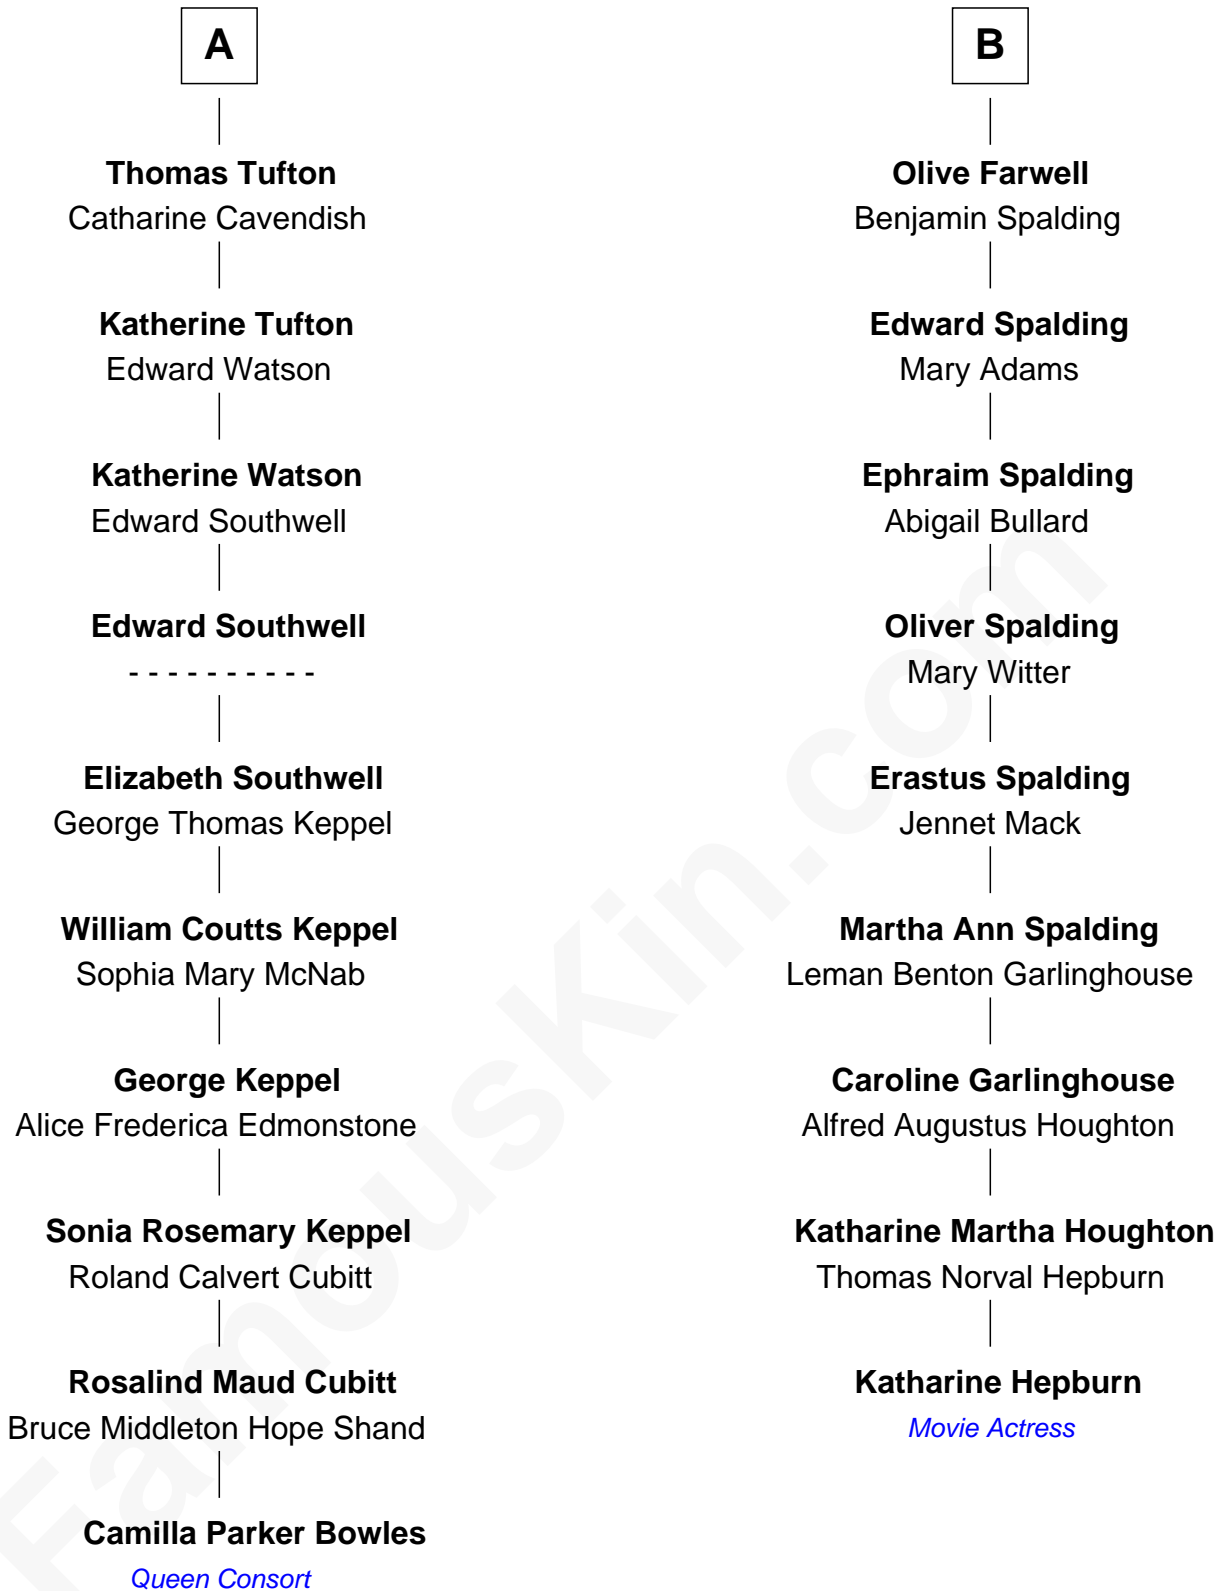 A
Thomas Tufton
Catharine Cavendish
Katherine Tufton
Edward Watson
Katherine Watson
Edward Southwell
Edward Southwell
- - - - - - - - - -
Elizabeth Southwell
George Thomas Keppel
William Coutts Keppel
Sophia Mary McNab
George Keppel
Alice Frederica Edmonstone
Sonia Rosemary Keppel
Roland Calvert Cubitt
Rosalind Maud Cubitt
Bruce Middleton Hope Shand
Camilla Parker Bowles
Queen Consort
B
Olive Farwell
Benjamin Spalding
Edward Spalding
Mary Adams
Ephraim Spalding
Abigail Bullard
Oliver Spalding
Mary Witter
Erastus Spalding
Jennet Mack
Martha Ann Spalding
Leman Benton Garlinghouse
Caroline Garlinghouse
Alfred Augustus Houghton
Katharine Martha Houghton
Thomas Norval Hepburn
Katharine Hepburn
Movie Actress
FamousKin.com